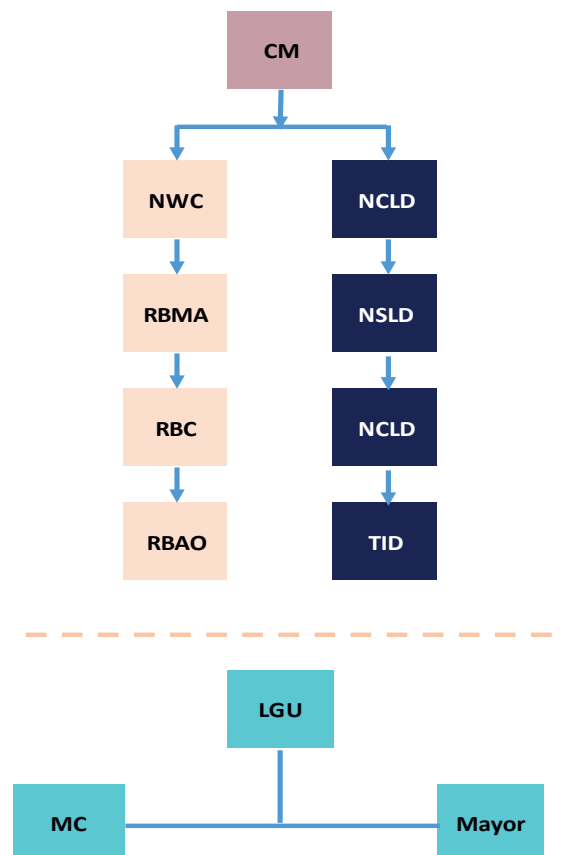 CM
NWC
NCLD
RBMA
NSLD
RBC
NCLD
RBAO
TID
LGU
MC
Mayor